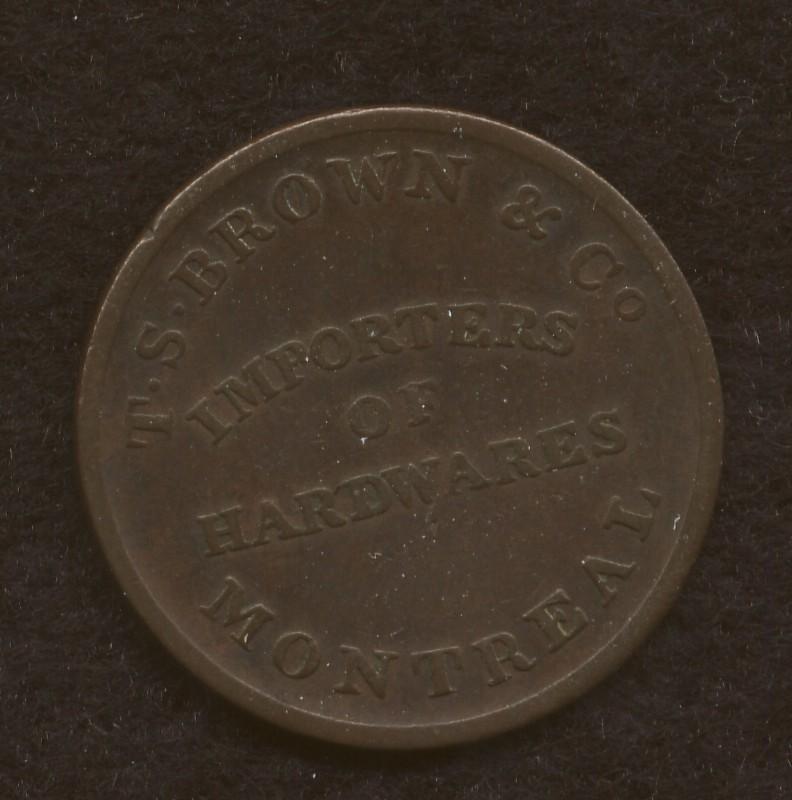 T. S. BROWN & Co
IMPORTERS
OF
HARDWARES
MONTREAL